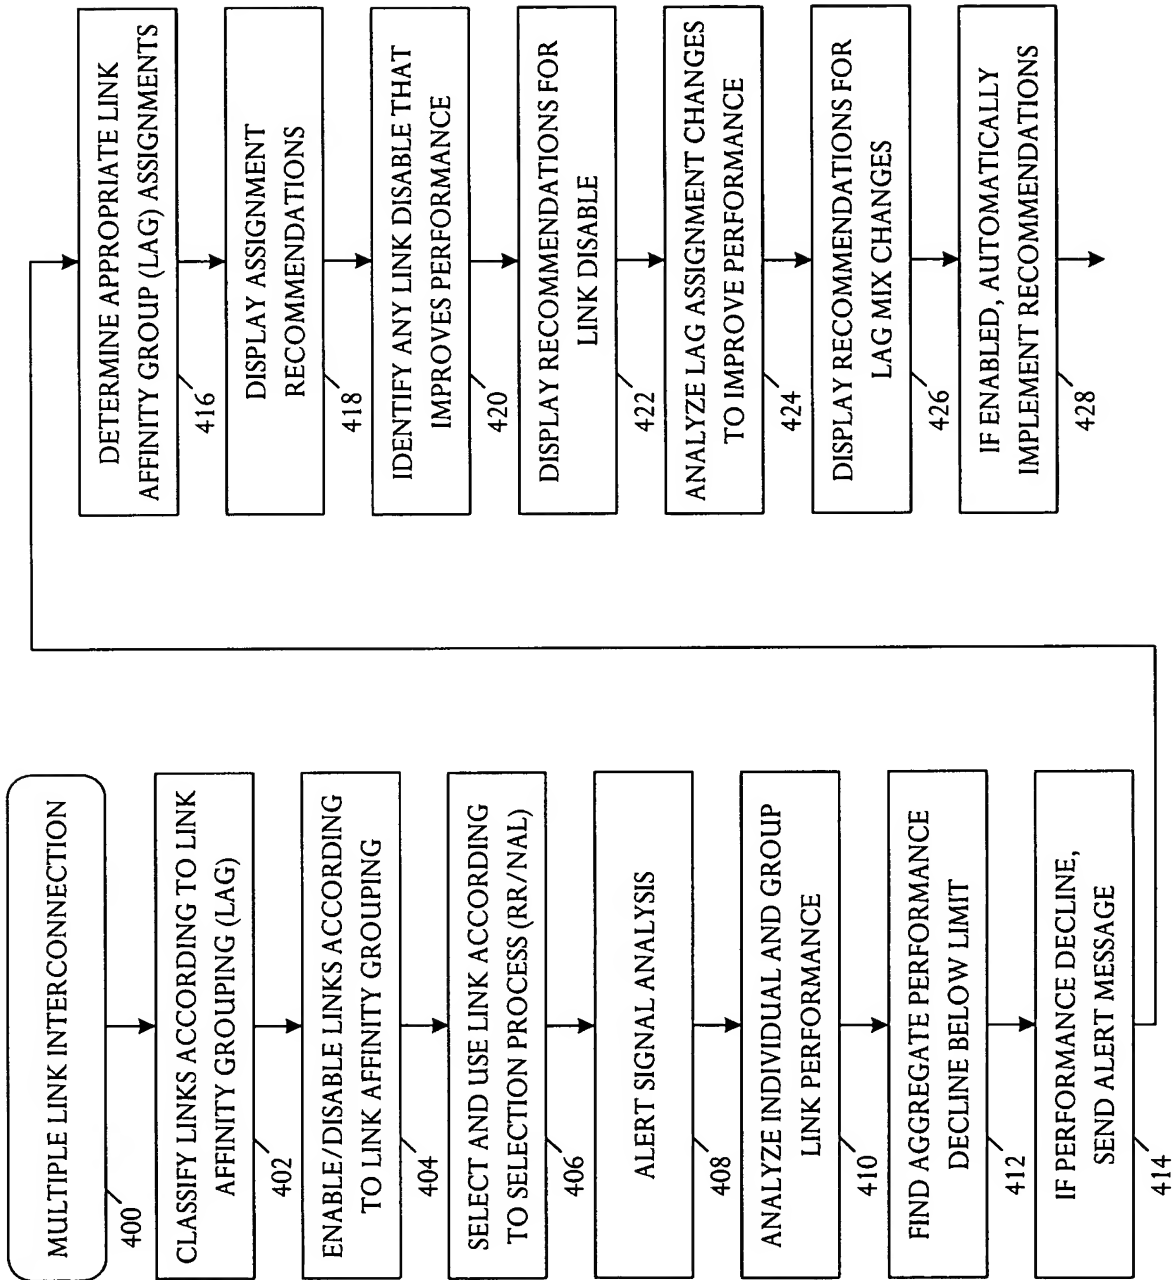 MULTIPLE LINK INTERCONNECTION
400
CLASSIFY LINKS ACCORDING TO LINK
AFFINITY GROUPING (LAG)
402
ENABLE/DISABLE LINKS ACCORDING
TO LINK AFFINITY GROUPING
404
SELECT AND USE LINK ACCORDING
TO SELECTION PROCESS (RR/NAL)
406
ALERT SIGNAL ANALYSIS
408
ANALYZE INDIVIDUAL AND GROUP
LINK PERFORMANCE
410
FIND AGGREGATE PERFORMANCE
DECLINE BELOW LIMIT
412
IF PERFORMANCE DECLINE,
SEND ALERT MESSAGE
414
DETERMINE APPROPRIATE LINK
AFFINITY GROUP (LAG) ASSIGNMENTS
416
DISPLAY ASSIGNMENT
RECOMMENDATIONS
418
IDENTIFY ANY LINK DISABLE THAT
IMPROVES PERFORMANCE
420
DISPLAY RECOMMENDATIONS FOR
LINK DISABLE
422
ANALYZE LAG ASSIGNMENT CHANGES
TO IMPROVE PERFORMANCE
424
DISPLAY RECOMMENDATIONS FOR
LAG MIX CHANGES
426
IF ENABLED, AUTOMATICALLY
IMPLEMENT RECOMMENDATIONS
428